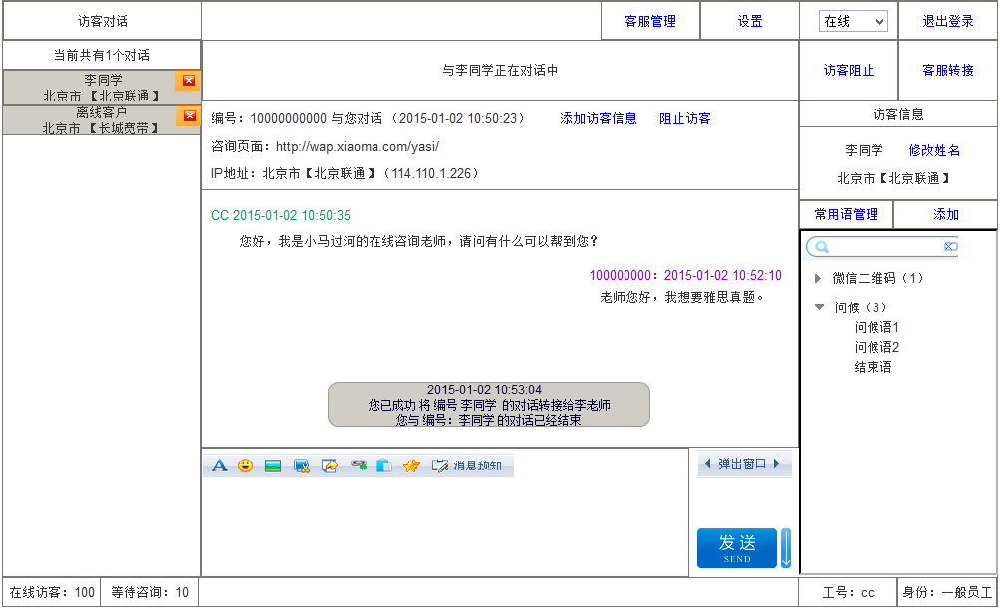 访客对话
客服管理
设置
在线
退出登录
当前共有1个对话
李同学
北京市 【北京联通 】
离线客户
北京市 【长城宽带 】
与李同学正在对话中
访客阻止
客服转接
编号：10000000000 与您对话 （2015-01-02 10:50:23） 添加访客信息 阻止访客
咨询页面：http://wap.xiaoma.com/yasi/
IP地址：北京市【北京联通 】（114.110.1.226）
访客信息
李同学 修改姓名
北京市【北京联通 】
常用语管理
添加
CC 2015-01-02 10:50:35
您好，我是小马过河的在线咨询老师，请问有什么可以帮到您？
100000000：2015-01-02 10:52:10
老师您好，我想要雅思真题。
微信二维码（1）
问候（3）
问候语1
问候语2
结束语
2015-01-02 10:53:04
您已成功 将 编号 李同学 的对话转接给李老师
您与 编号：李同学 的对话已经结束
消息预知
弹出窗口
发 送
SEND
在线访客：100
等待咨询：10
工号：cc
身份：一般员工